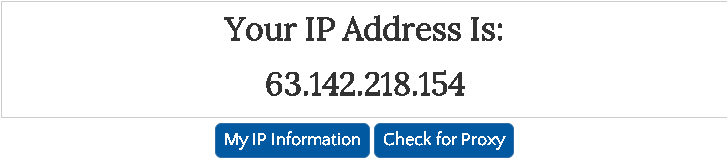 Your IP Address Is:
63.142.218.154
My IP Information Check for Proxy